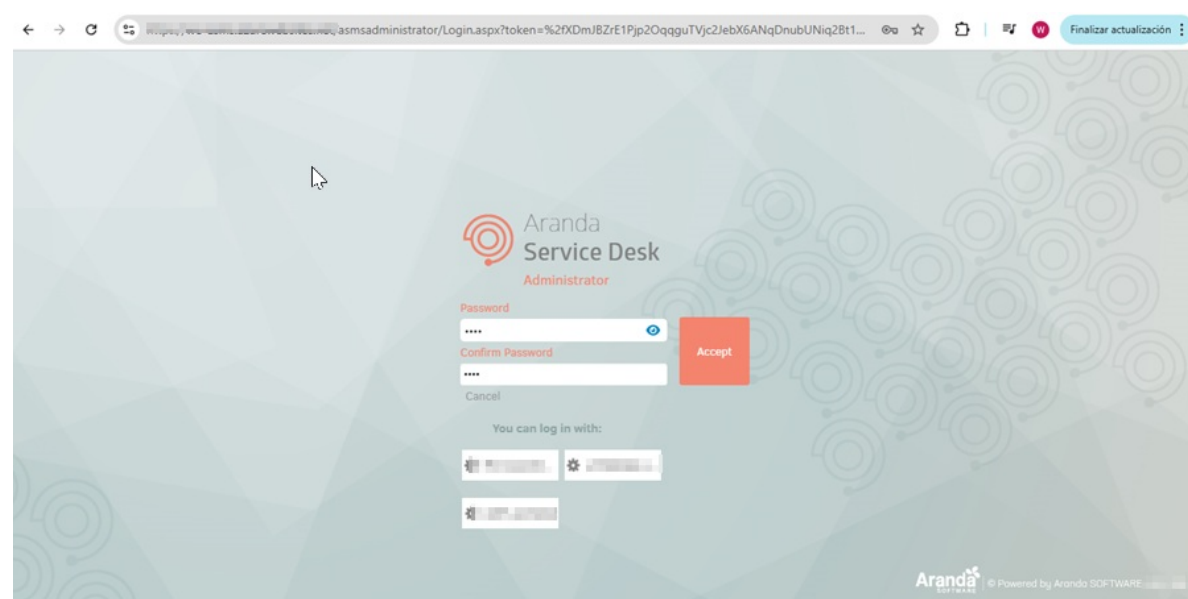 asmsadministrator/Login.aspx?token=%2fXDmJBZrE1Pjp2OqqguTVjc2JebX6ANqDnubUNiq2Bt1...
W
Finalizar actualización
Aranda
Service Desk
Administrator
Password
••••
Confirm Password
••••
Accept
Cancel
You can log in with:
Aranda
SOFTWARE
© Powered by Aranda SOFTWARE